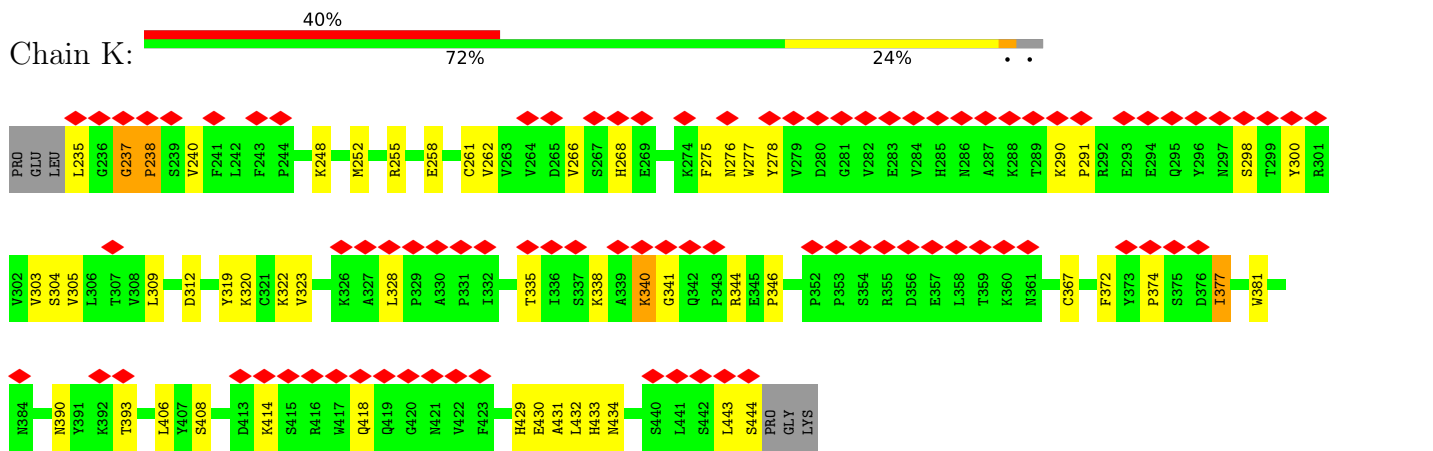 40%
Chain K:
72% 24% . .
PRO GLU LEU L235 G236 G237 P238 S239 V240 F241 L242 F243 P244 K248 M252 R255 E258 C261 V262 V263 V264 D265 V266 S267 H268 E269 K274 F275 N276 W277 Y278 V279 D280 G281 V282 E283 V284 H285 N286 A287 K288 T289 K290 P291 R292 E293 E294 Q295 Y296 N297 S298 T299 Y300 R301
V302 V303 S304 V305 L306 T307 V308 L309 D312 Y319 K320 C321 K322 V323 K326 A327 L328 P329 A330 P331 I332 T335 I336 S337 K338 A339 K340 G341 Q342 P343 R344 E345 P346 P352 P353 S354 R355 D356 E357 L358 T359 K360 N361 C367 F372 Y373 P374 S375 D376 I377 W381
N384 N390 Y391 K392 T393 L406 Y407 S408 D413 K414 S415 R416 W417 Q418 Q419 G420 N421 V422 F423 H429 E430 A431 L432 H433 N434 S440 L441 S442 L443 S444 PRO GLY LYS